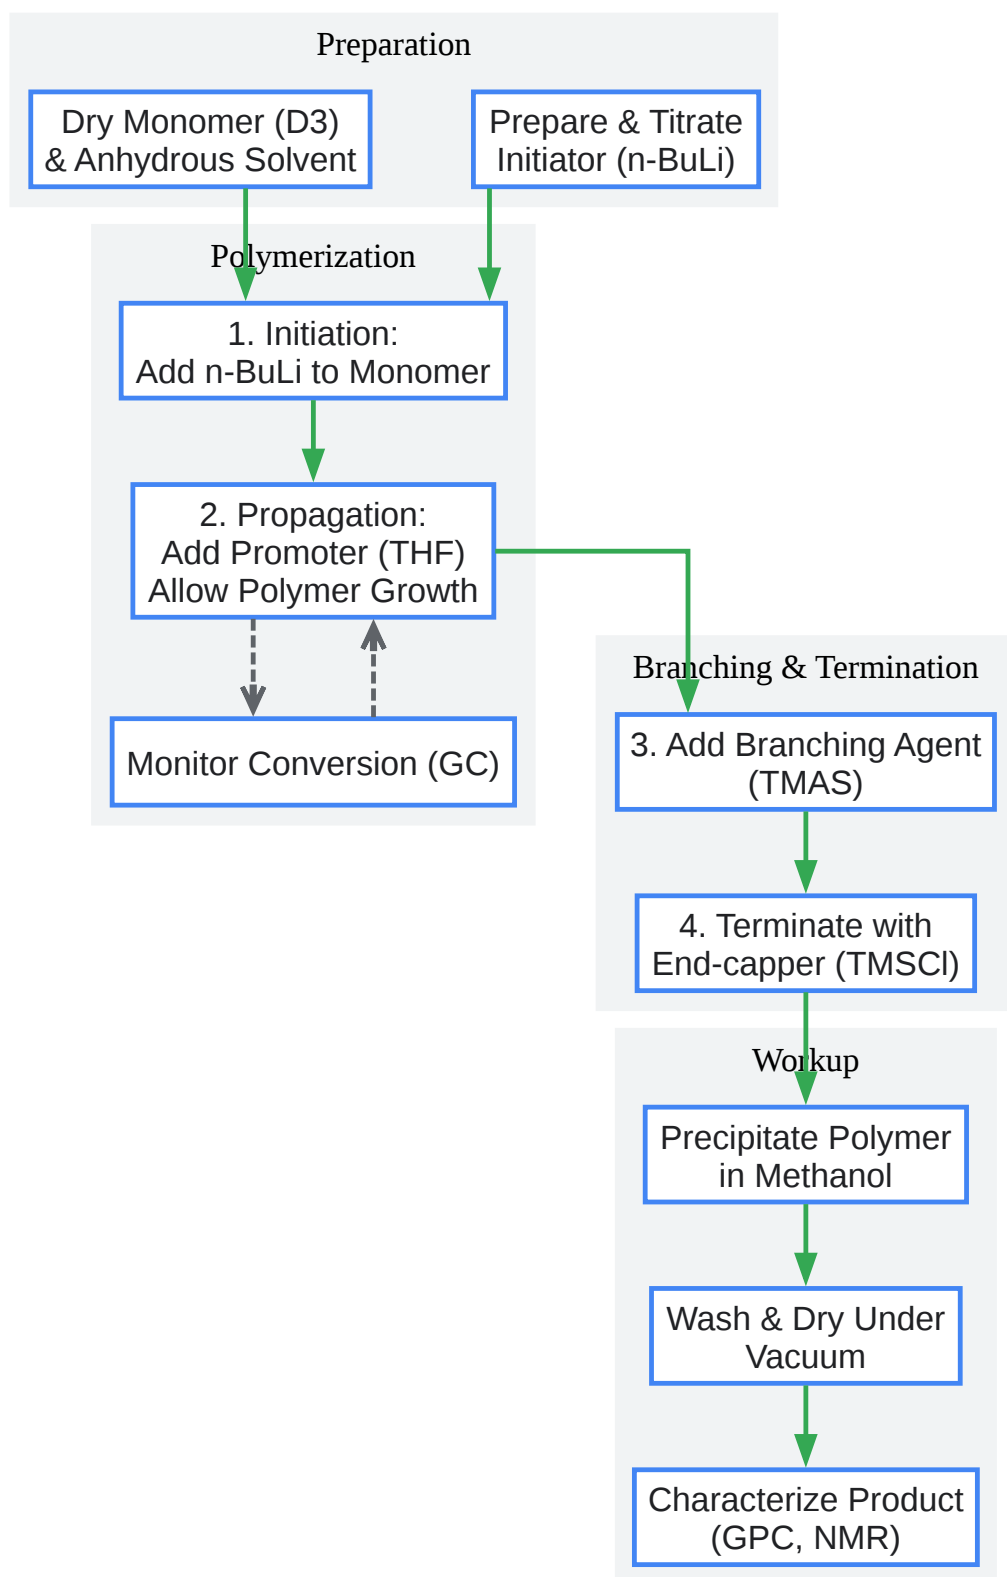 Preparation
Dry Monomer (D3)
& Anhydrous Solvent
Prepare & Titrate
Initiator (n-BuLi)
Polymerization
1. Initiation:
Add n-BuLi to Monomer
2. Propagation:
Add Promoter (THF)
Allow Polymer Growth
Monitor Conversion (GC)
Branching & Termination
3. Add Branching Agent
(TMAS)
4. Terminate with
End-capper (TMSCl)
Workup
Precipitate Polymer
in Methanol
Wash & Dry Under
Vacuum
Characterize Product
(GPC, NMR)